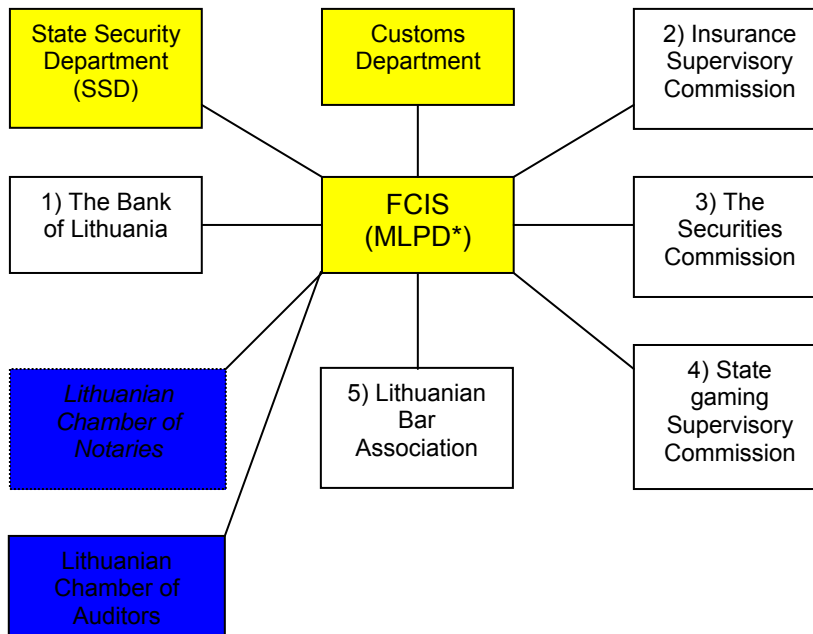 State Security
Department
(SSD)
Customs
Department
2) Insurance
Supervisory
Commission
1) The Bank
of Lithuania
FCIS
(MLPD*)
3) The
Securities
Commission
Lithuanian
Chamber of
Notaries
5) Lithuanian
Bar
Association
4) State
gaming
Supervisory
Commission
Lithuanian
Chamber of
Auditors